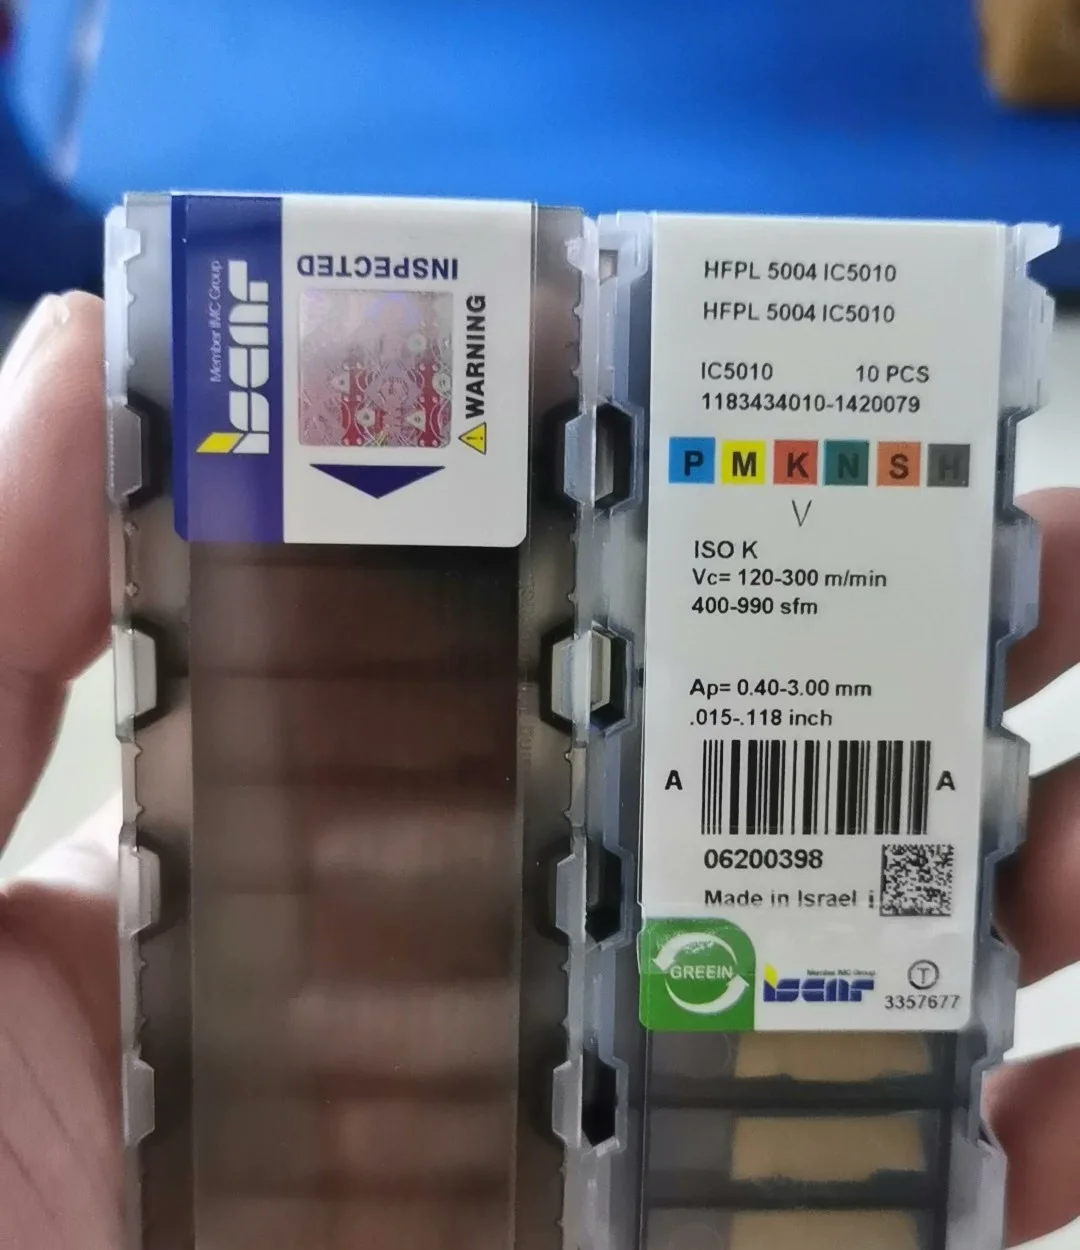 Member IMC Group
iscar
INSPECTED
WARNING
HFPL 5004 IC5010
HFPL 5004 IC5010
IC5010 10 PCS
1183434010-1420079
P M K N S H
V
ISO K
Vc= 120-300 m/min
400-990 sfm
Ap= 0.40-3.00 mm
.015-.118 inch
A A
06200398
Made in Israel i
GREEIN
Member IMC Group
iscar
T
3357677